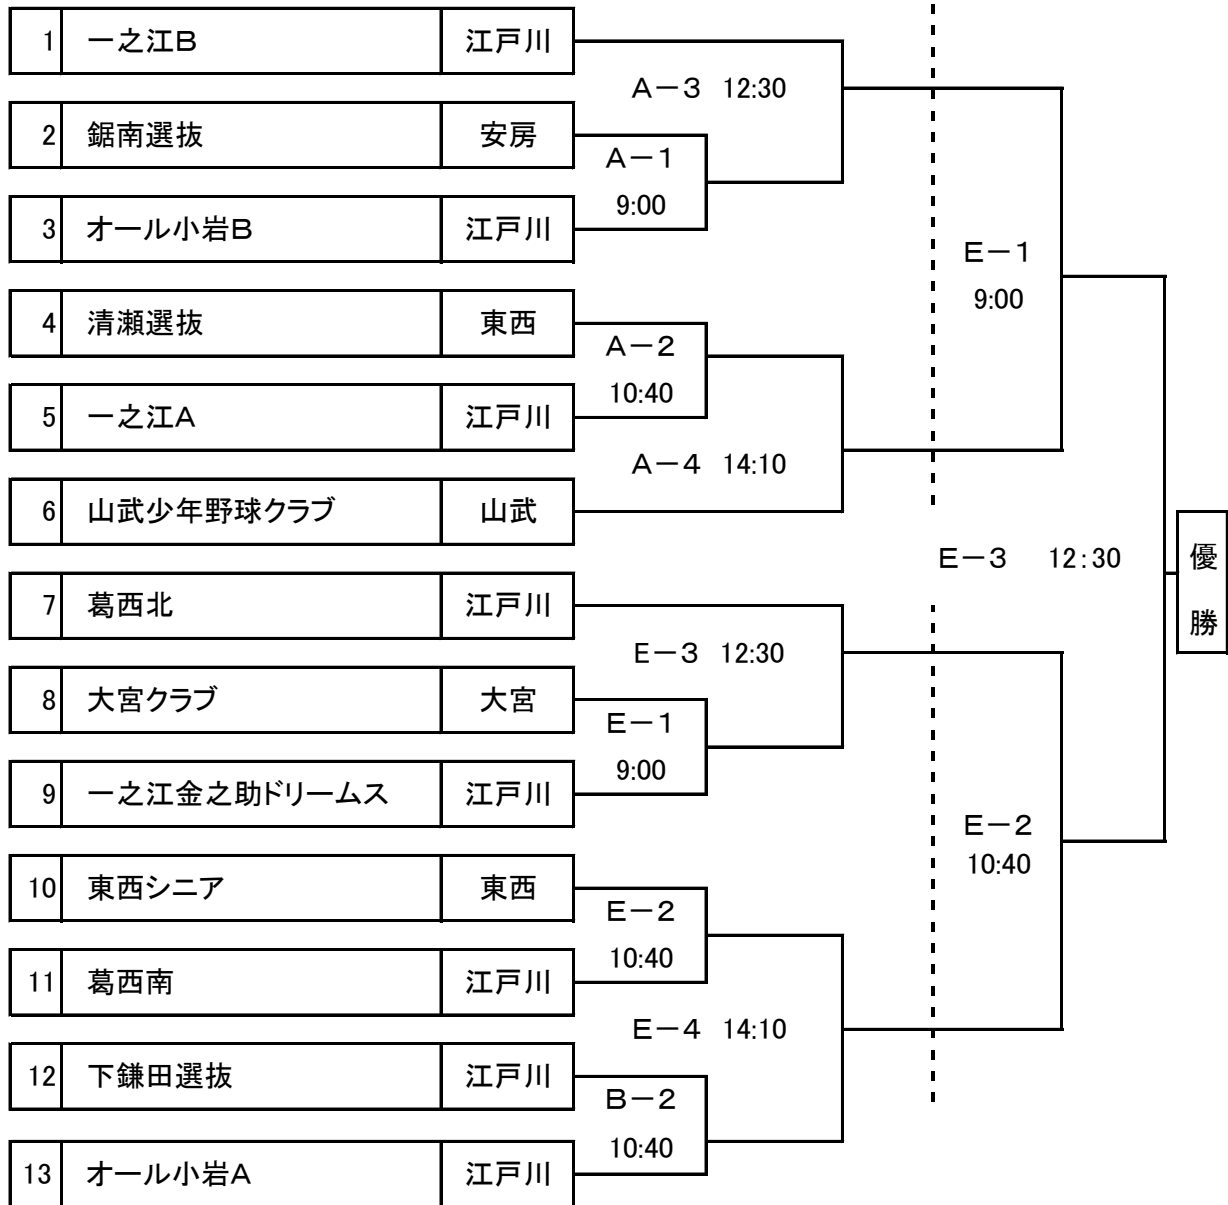 1 一之江B 江戸川
A－3 12:30
2 鋸南選抜 安房
A－1
9:00
3 オール小岩B 江戸川
E－1
9:00
4 清瀬選抜 東西
A－2
10:40
5 一之江A 江戸川
A－4 14:10
6 山武少年野球クラブ 山武
E－3 12:30
優勝
7 葛西北 江戸川
E－3 12:30
8 大宮クラブ 大宮
E－1
9:00
9 一之江金之助ドリームス 江戸川
E－2
10:40
10 東西シニア 東西
E－2
10:40
11 葛西南 江戸川
E－4 14:10
12 下鎌田選抜 江戸川
B－2
10:40
13 オール小岩A 江戸川